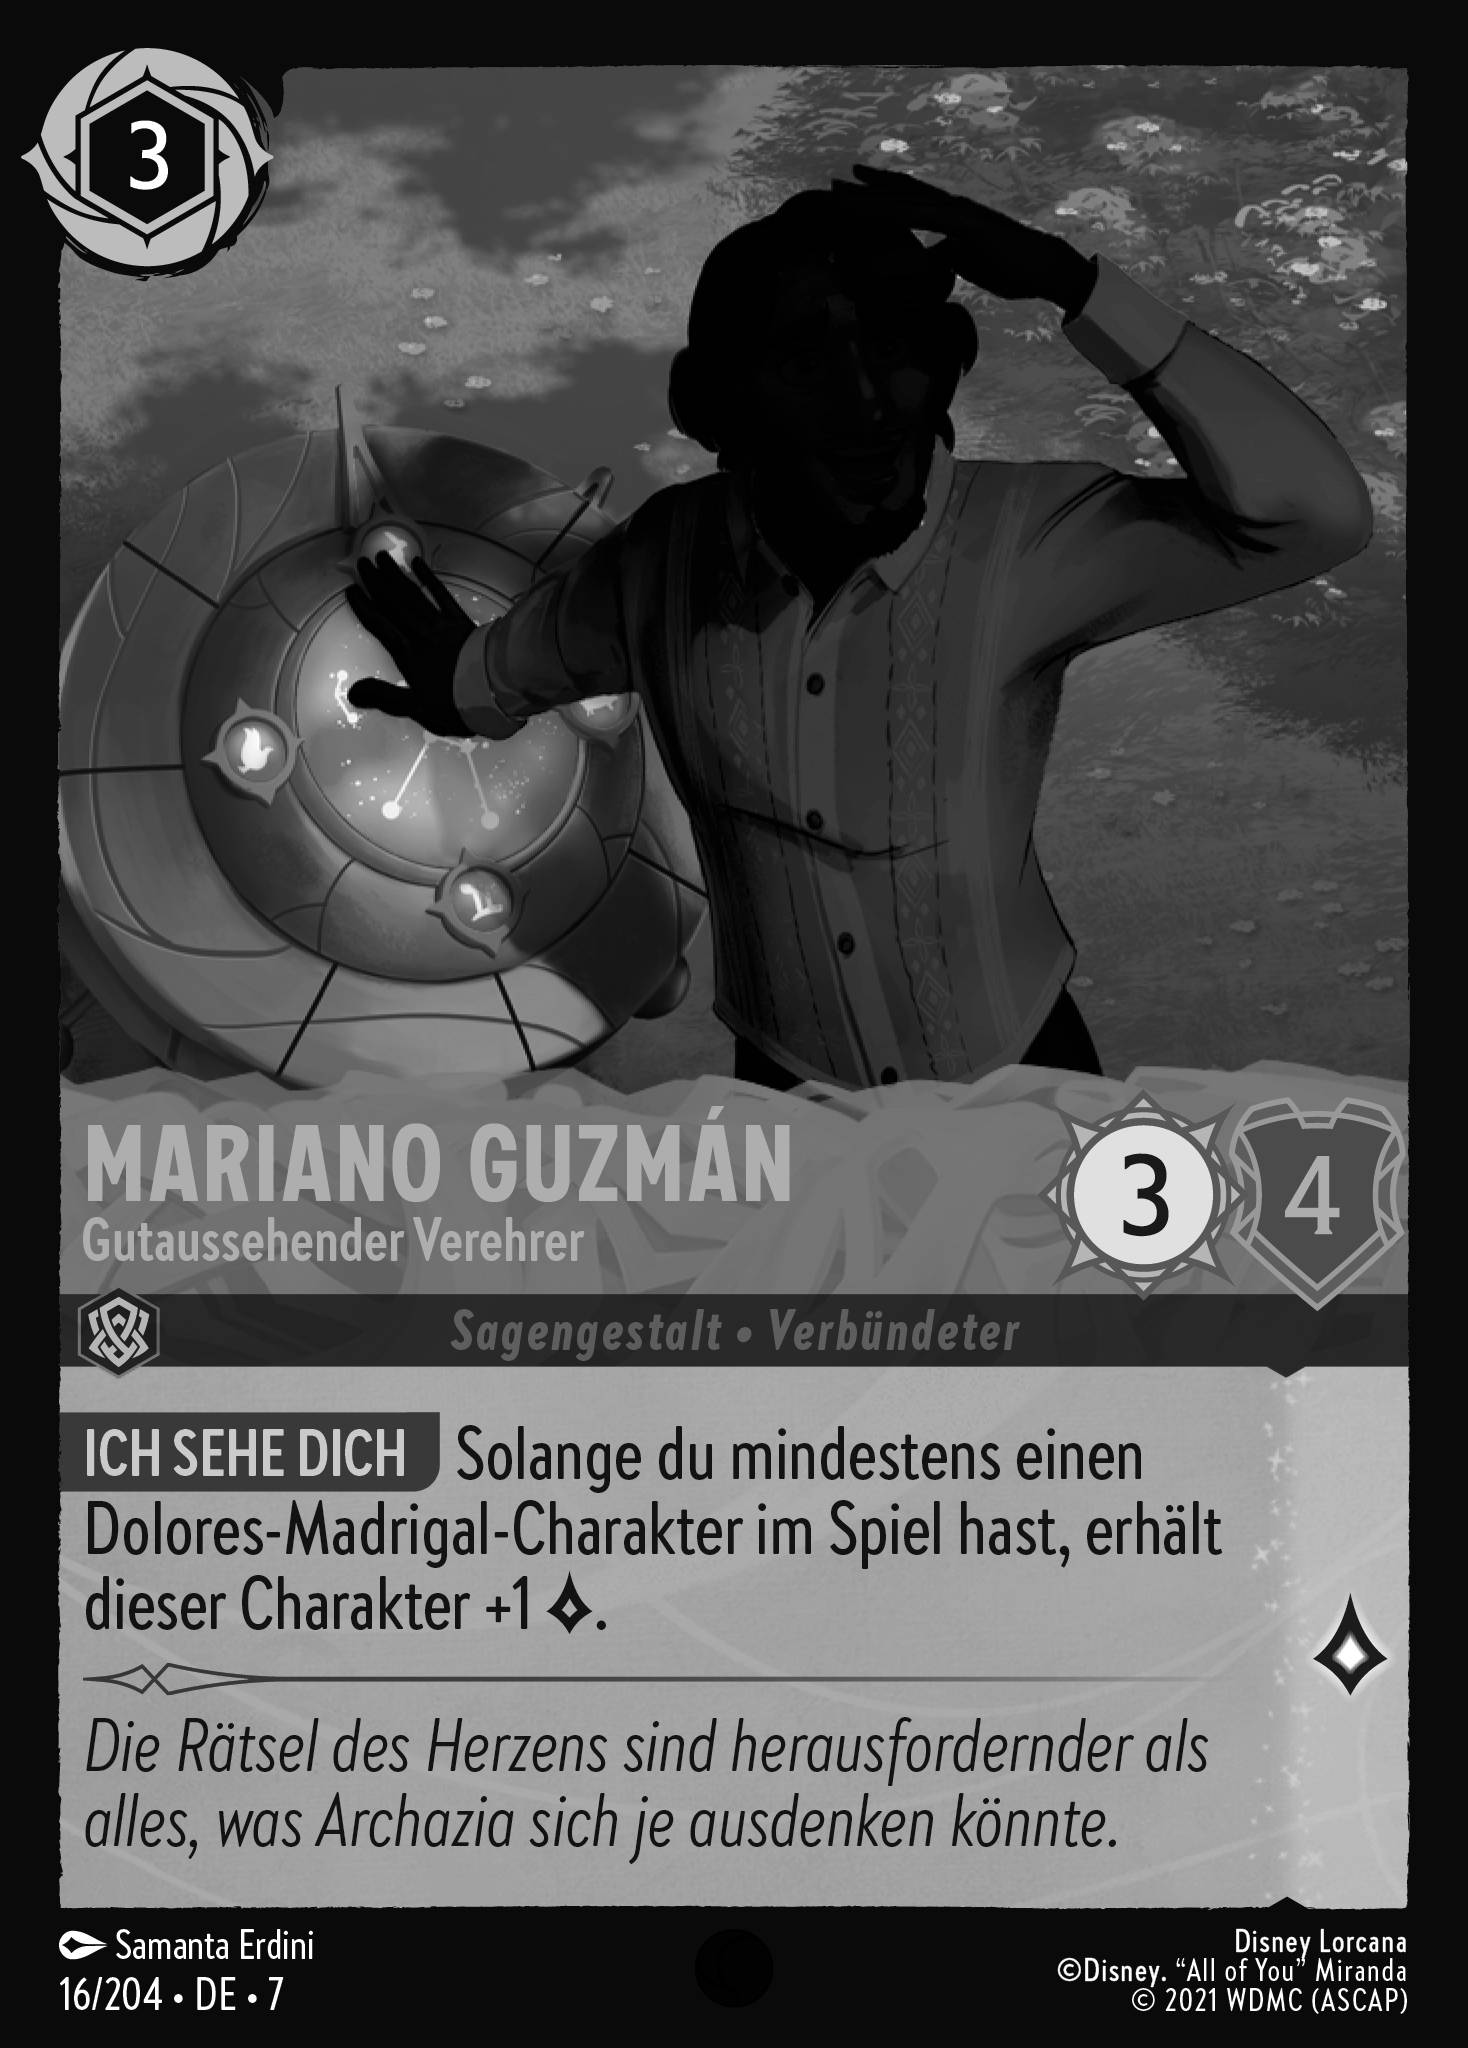 3
MARIANO GUZMÁN
Gutaussehender Verehrer
3
4
Sagengestalt • Verbündeter
ICH SEHE DICH Solange du mindestens einen
Dolores-Madrigal-Charakter im Spiel hast, erhält
dieser Charakter +1 .
Die Rätsel des Herzens sind herausfordernder als
alles, was Archazia sich je ausdenken könnte.
Samanta Erdini
16/204 • DE • 7
Disney Lorcana
©Disney. “All of You” Miranda
© 2021 WDMC (ASCAP)